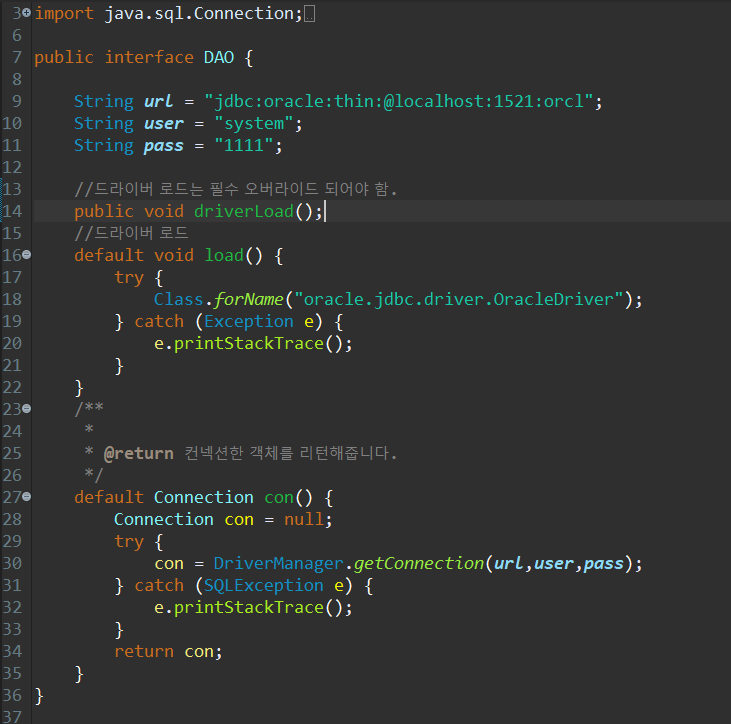 3 import java.sql.Connection;
6
7 public interface DAO {
8
9 String url = "jdbc:oracle:thin:@localhost:1521:orcl";
10 String user = "system";
11 String pass = "1111";
12
13 //드라이버 로드는 필수 오버라이드 되어야 함.
14 public void driverLoad();
15 //드라이버 로드
16 default void load() {
17 try {
18 Class.forName("oracle.jdbc.driver.OracleDriver");
19 } catch (Exception e) {
20 e.printStackTrace();
21 }
22 }
23 /**
24 *
25 * @return 컨넥션한 객체를 리턴해줍니다.
26 */
27 default Connection con() {
28 Connection con = null;
29 try {
30 con = DriverManager.getConnection(url,user,pass);
31 } catch (SQLException e) {
32 e.printStackTrace();
33 }
34 return con;
35 }
36 }
37